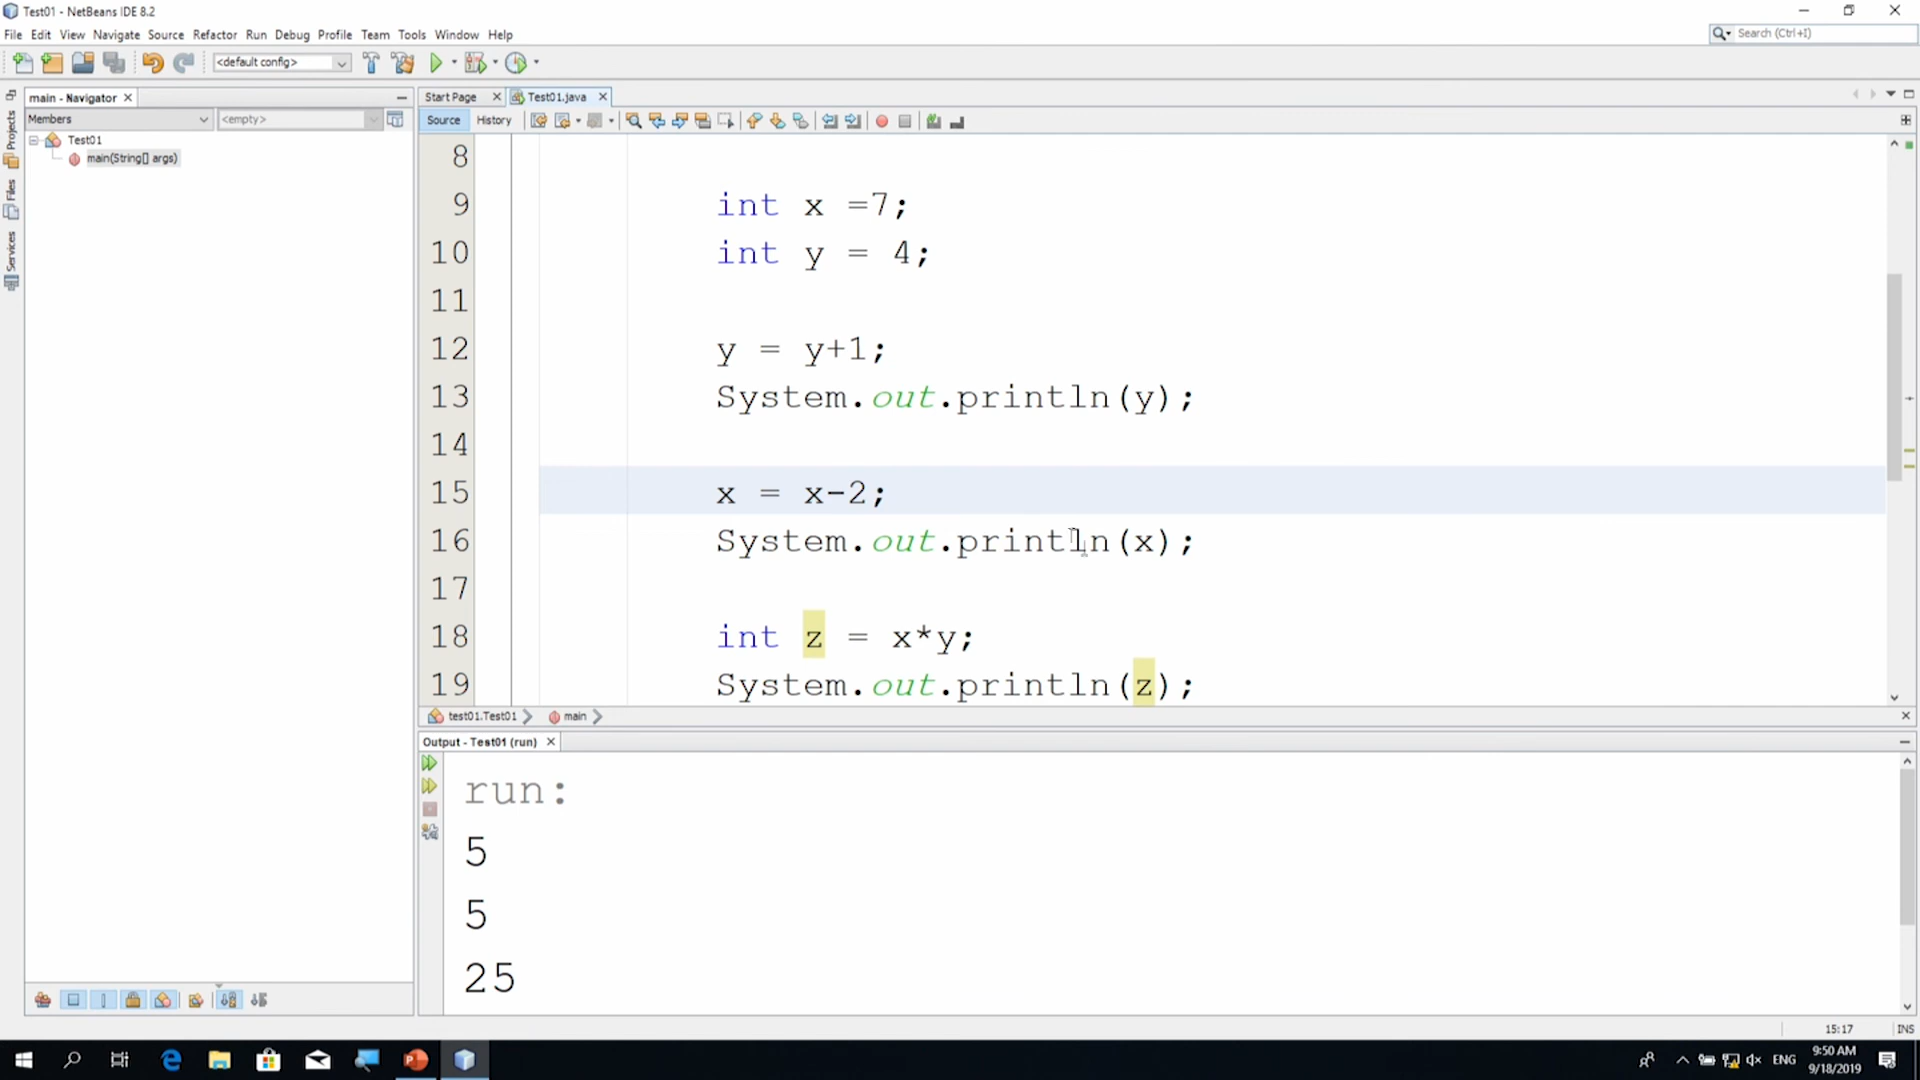 Test01 - NetBeans IDE 8.2
File Edit View Navigate Source Refactor Run Debug Profile Team Tools Window Help
Search (Ctrl+I)
<default config>
main - Navigator
Members
<empty>
Test01
main(String[] args)
Projects
Files
Services
Start Page
Test01.java
Source History
8
9 int x =7;
10 int y = 4;
11
12 y = y+1;
13 System.out.println(y);
14
15 x = x-2;
16 System.out.println(x);
17
18 int z = x*y;
19 System.out.println(z);
test01.Test01 main
Output - Test01 (run)
run:
5
5
25
15:17 INS
ENG
9:50 AM
9/18/2019